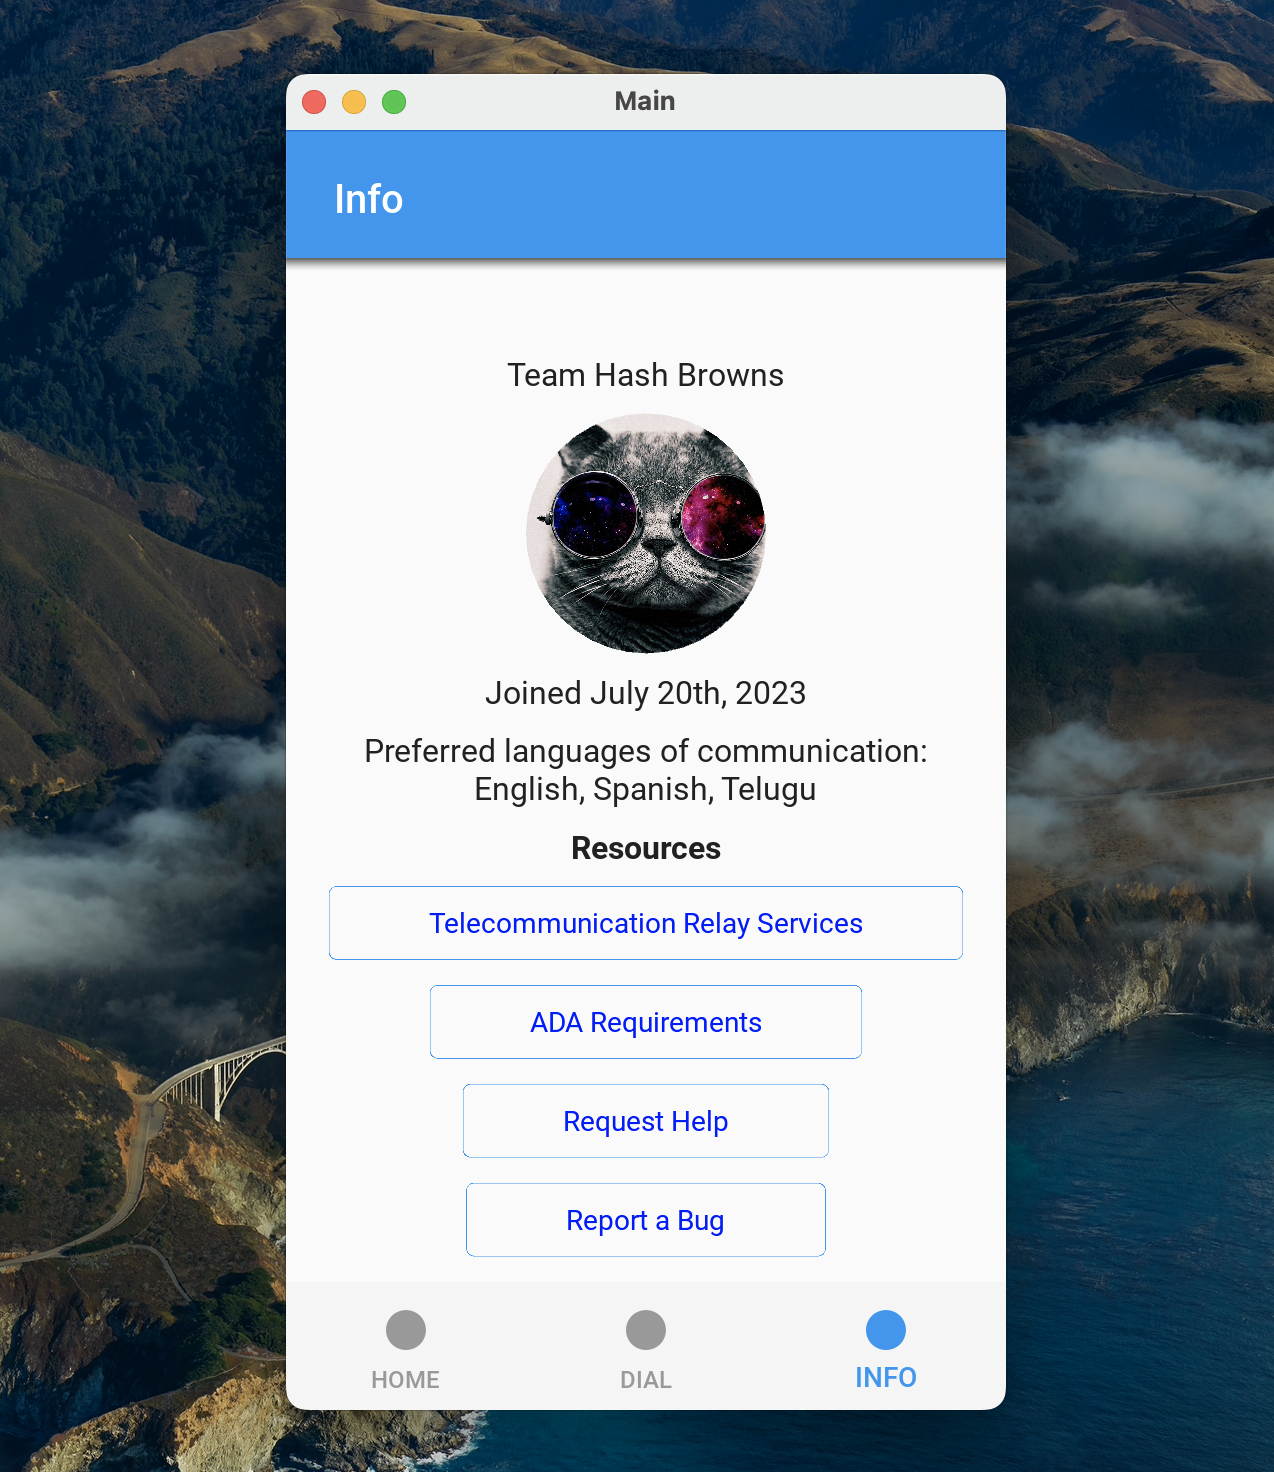 Main
Info
Team Hash Browns
Joined July 20th, 2023
Preferred languages of communication:
English, Spanish, Telugu
Resources
Telecommunication Relay Services
ADA Requirements
Request Help
Report a Bug
HOME
DIAL
INFO